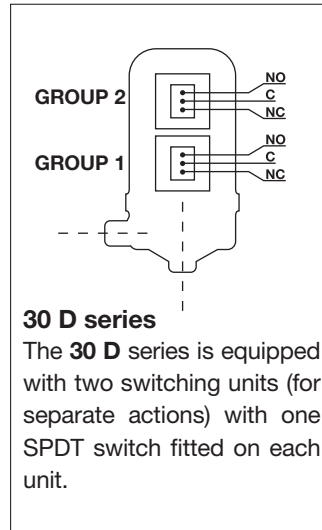 NO
GROUP 2
C
NC
NO
GROUP 1
C
NC
30 D series
The 30 D series is equipped
with two switching units (for
separate actions) with one
SPDT switch fitted on each
unit.